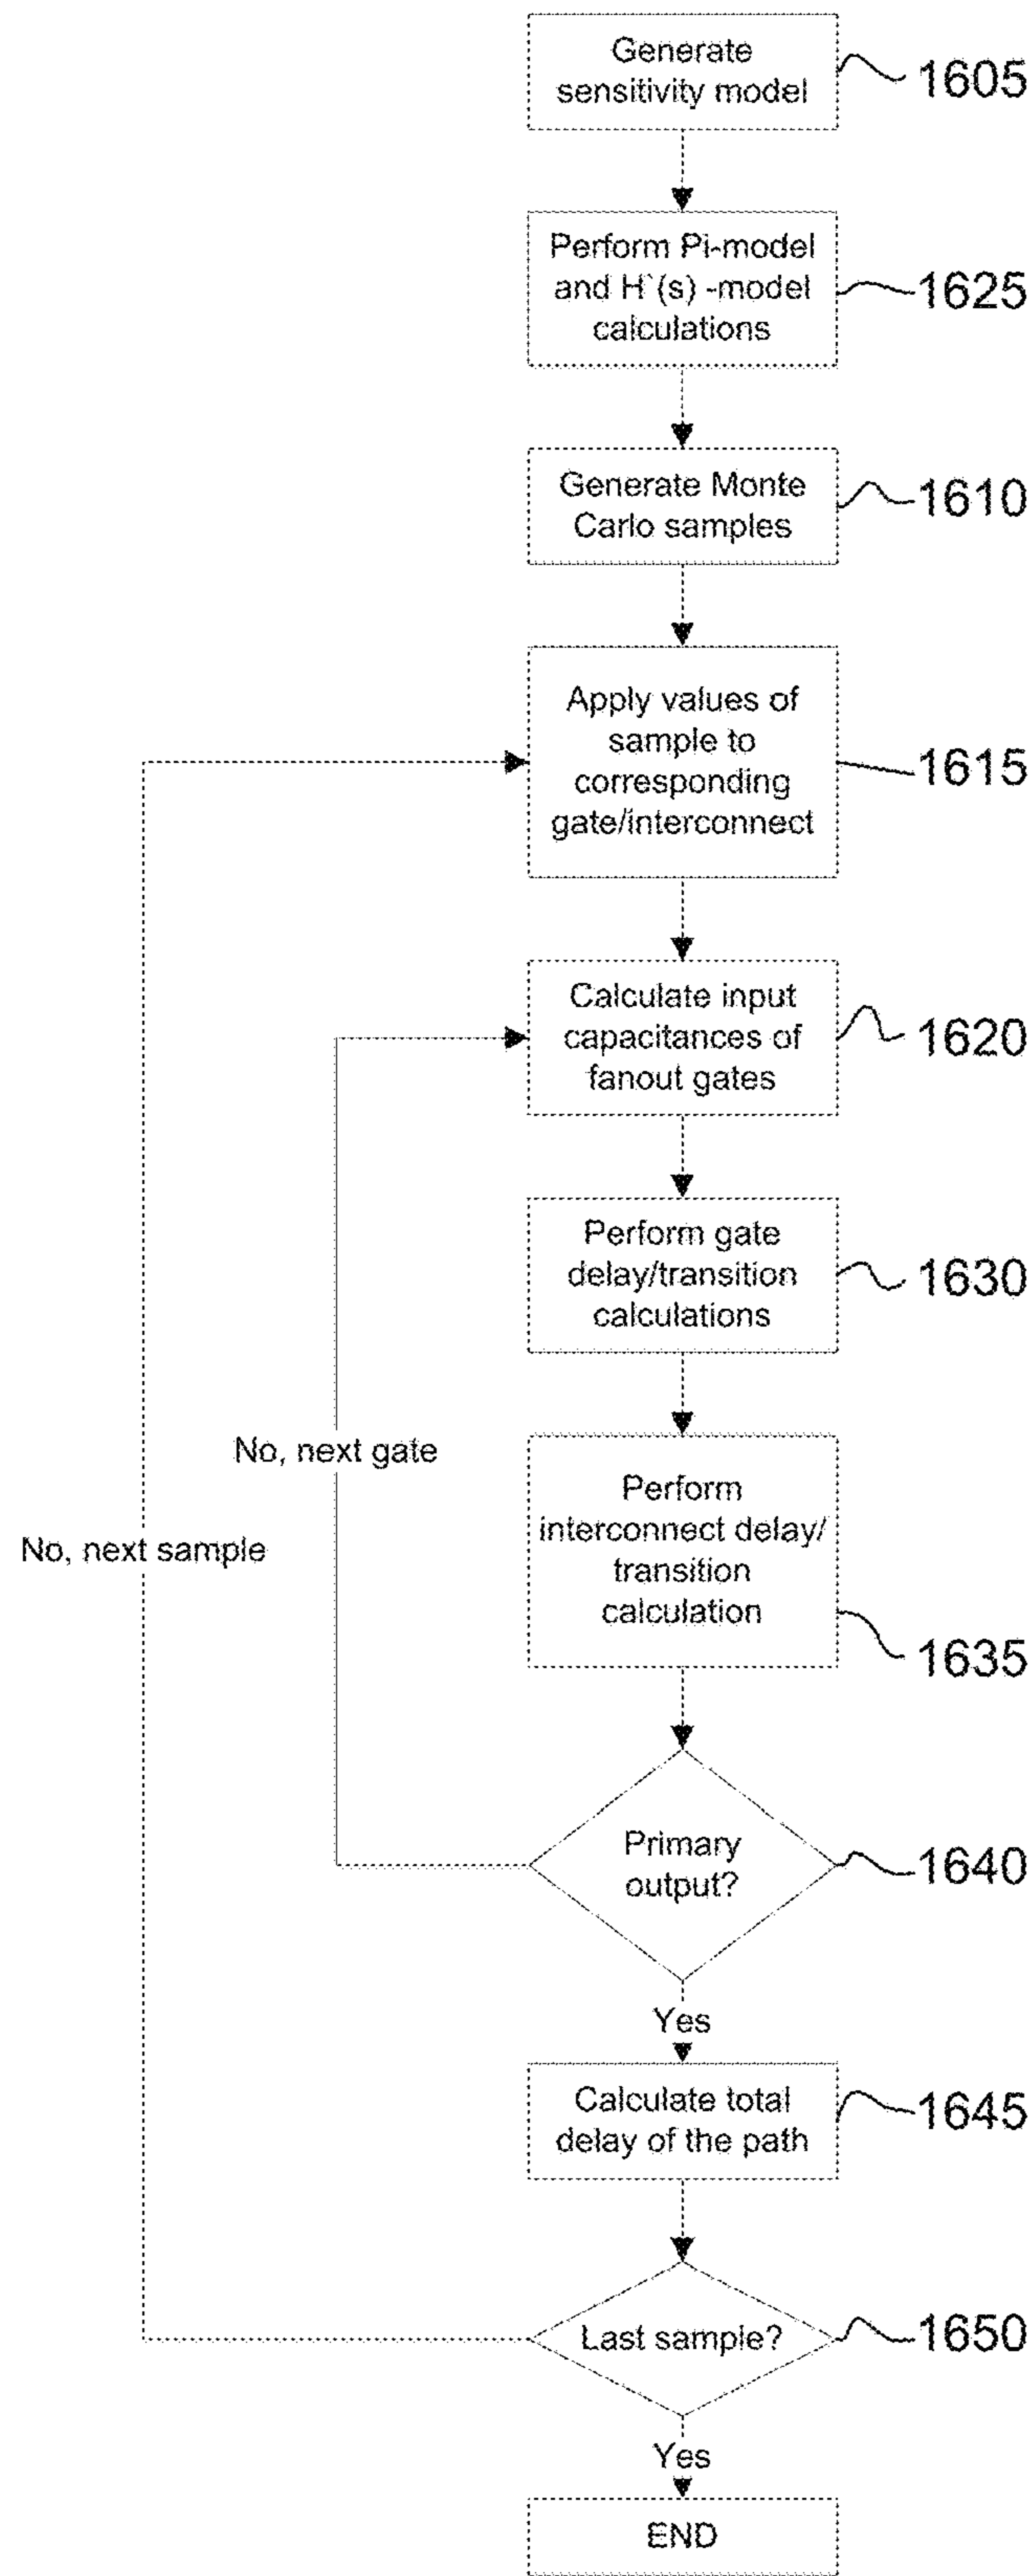 Generate
sensitivity model
1605
Perform Pi-model
and H`(s) -model
calculations
1625
Generate Monte
Carlo samples
1610
Apply values of
sample to
corresponding
gate/interconnect
1615
Calculate input
capacitances of
fanout gates
1620
Perform gate
delay/transition
calculations
1630
No, next gate
Perform
interconnect delay/
transition
calculation
1635
No, next sample
Primary
output?
1640
Yes
Calculate total
delay of the path
1645
Last sample?
1650
Yes
END